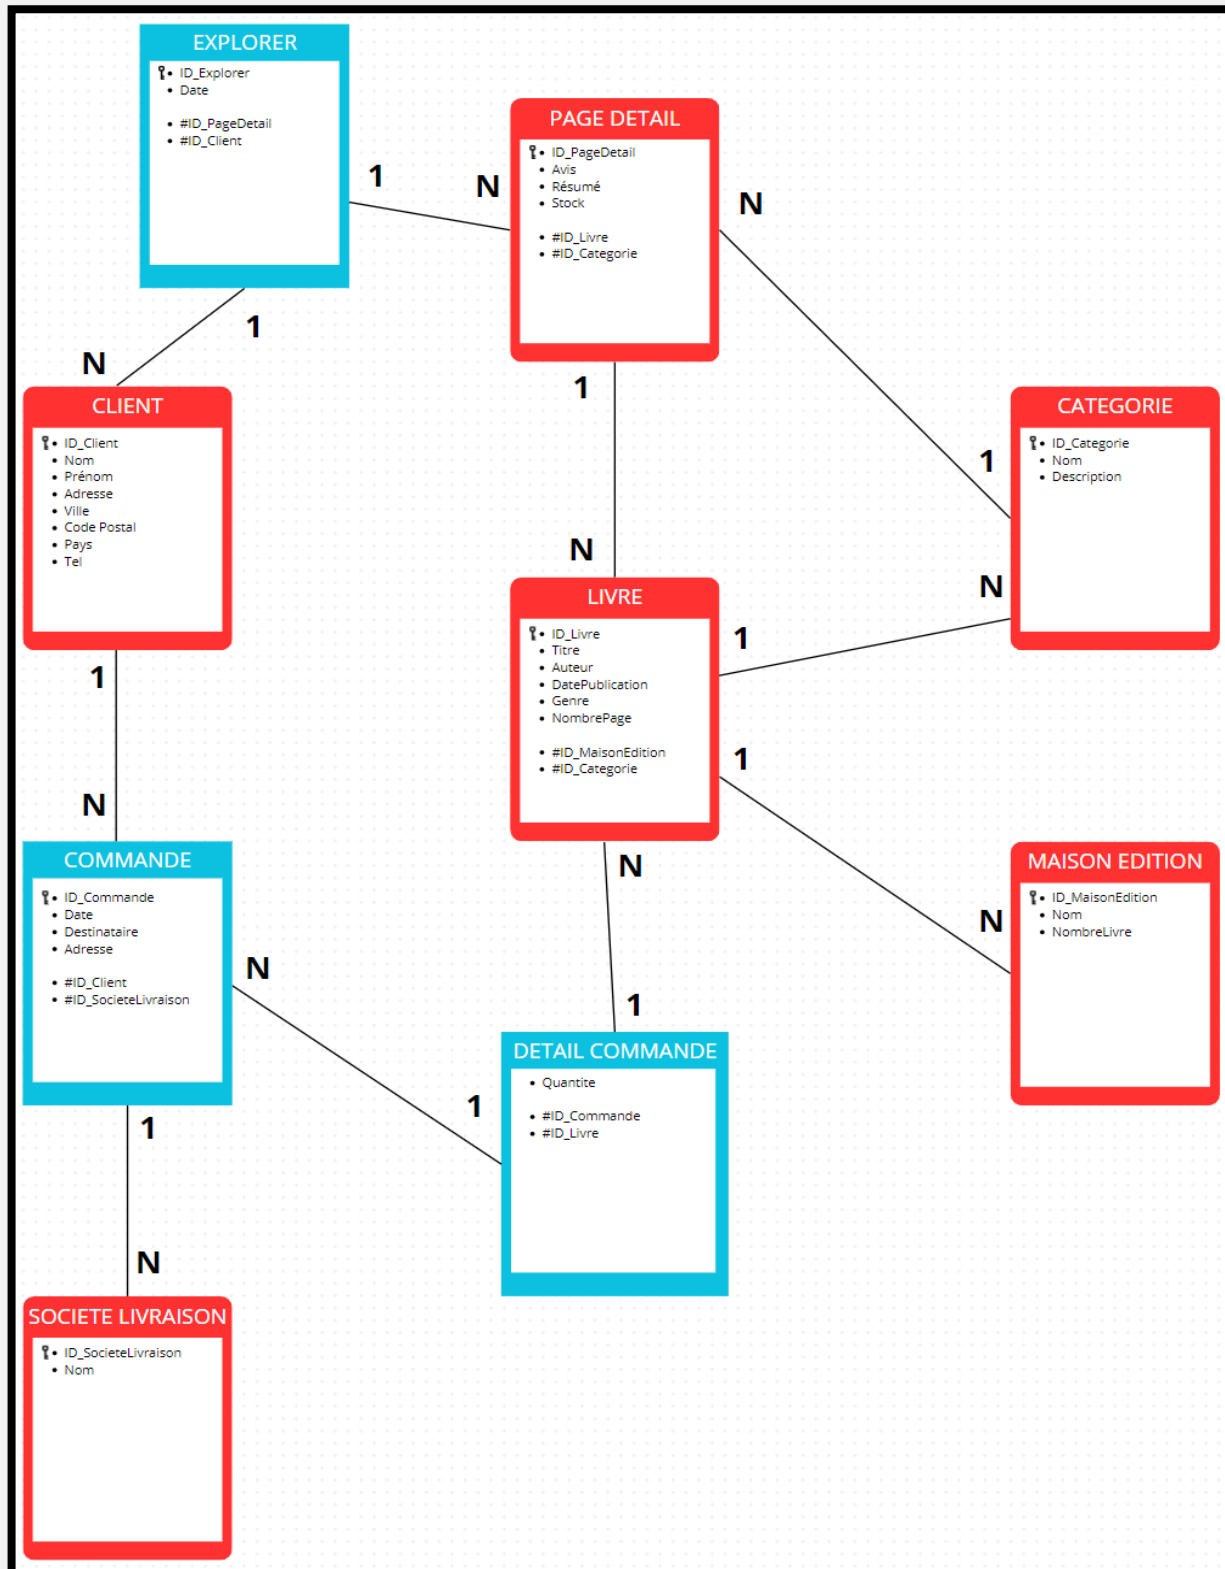 EXPLORER
ID_Explorer
Date
#ID_PageDetail
#ID_Client
1
N
1
N
PAGE DETAIL
ID_PageDetail
Avis
Résumé
Stock
#ID_Livre
#ID_Categorie
N
1
1
N
CLIENT
ID_Client
Nom
Prénom
Adresse
Ville
Code Postal
Pays
Tel
1
N
CATEGORIE
ID_Categorie
Nom
Description
N
1
LIVRE
ID_Livre
Titre
Auteur
DatePublication
Genre
NombrePage
#ID_MaisonEdition
#ID_Categorie
1
N
N
1
COMMANDE
ID_Commande
Date
Destinataire
Adresse
#ID_Client
#ID_SocieteLivraison
N
1
1
N
MAISON EDITION
ID_MaisonEdition
Nom
NombreLivre
DETAIL COMMANDE
Quantite
#ID_Commande
#ID_Livre
SOCIETE LIVRAISON
ID_SocieteLivraison
Nom